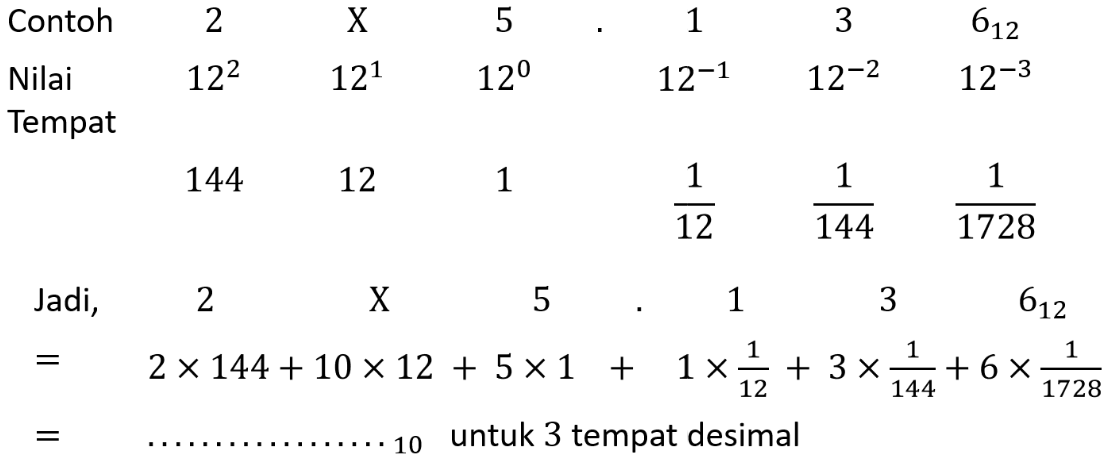 Contoh 2 X 5 . 1 3 6₁₂
Nilai 12² 12¹ 12⁰ 12⁻¹ 12⁻² 12⁻³
Tempat
144 12 1 1/12 1/144 1/1728
Jadi, 2 X 5 . 1 3 6₁₂
= 2 × 144 + 10 × 12 + 5 × 1 + 1 × 1/12 + 3 × 1/144 + 6 × 1/1728
= ..................₁₀ untuk 3 tempat desimal